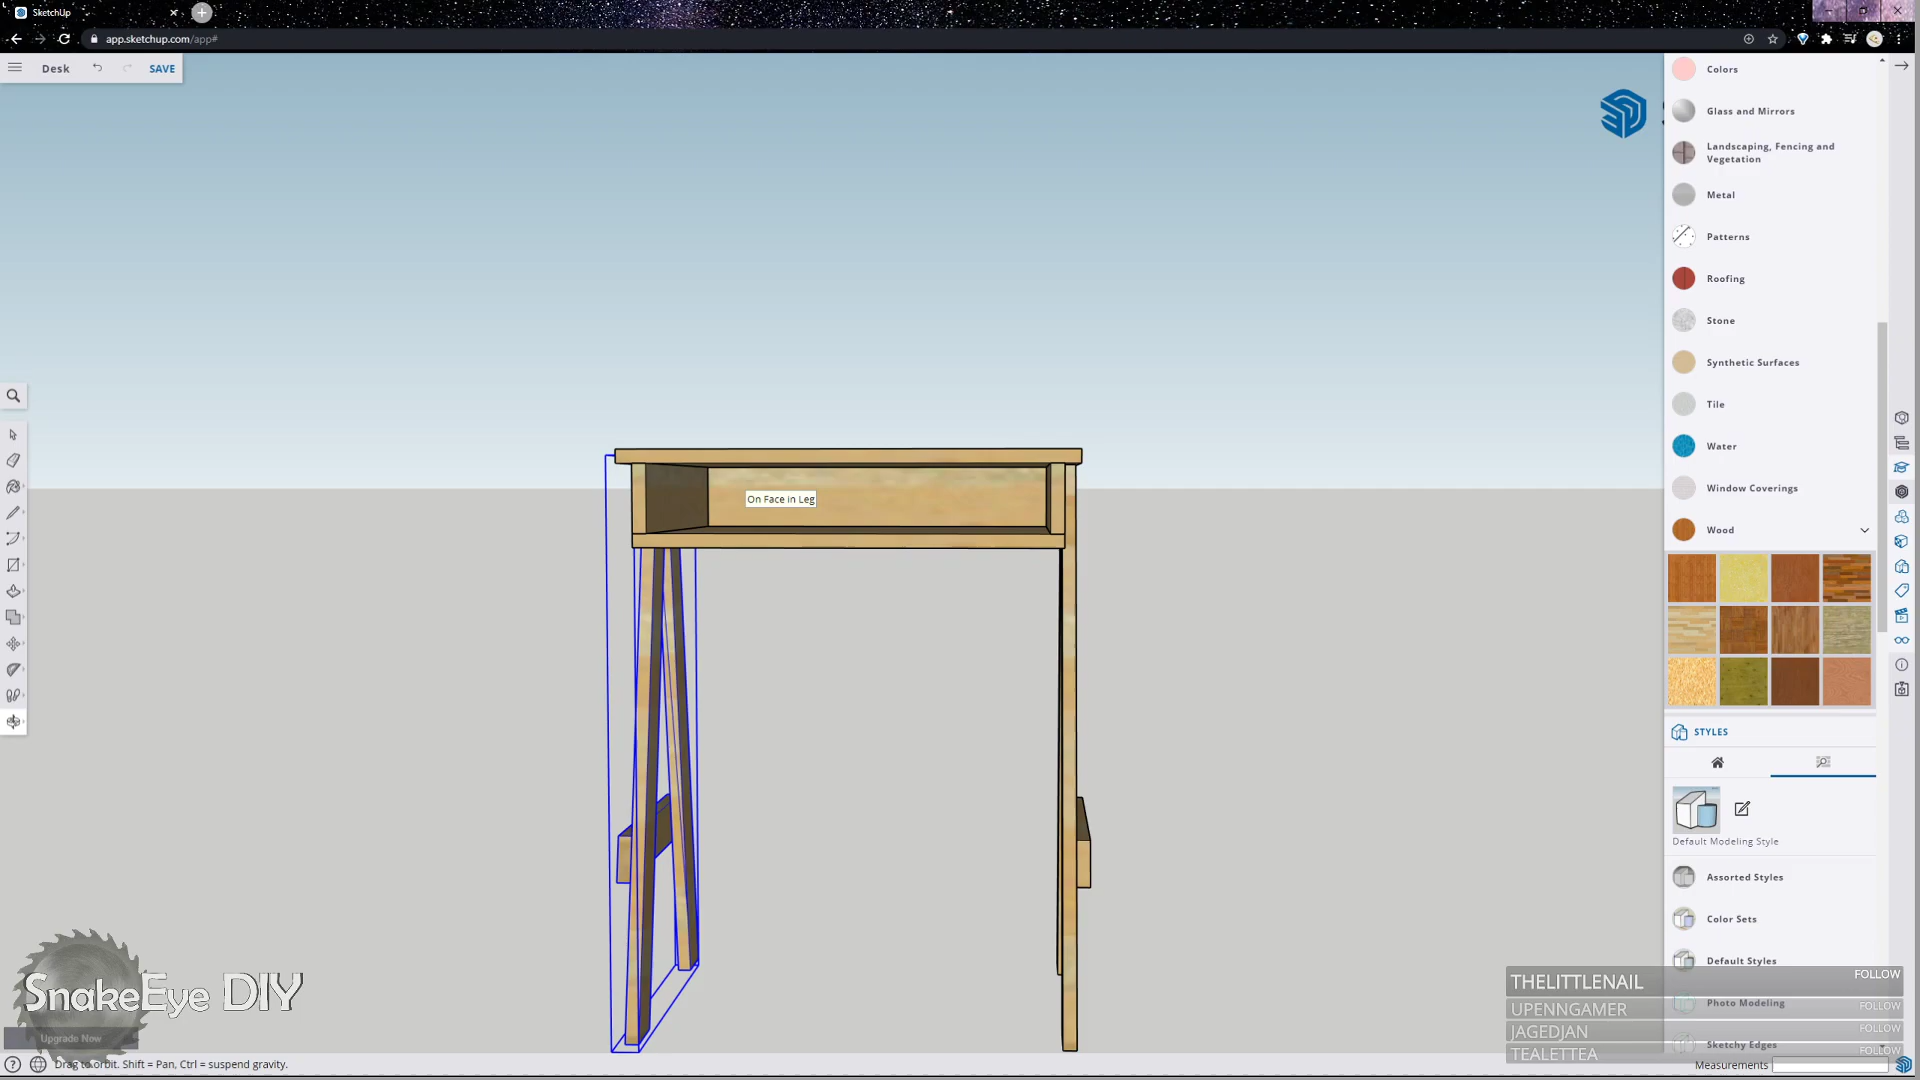 SketchUp
app.sketchup.com/app#
Desk
SAVE
Colors
Glass and Mirrors
Landscaping, Fencing and
Vegetation
Metal
Patterns
Roofing
Stone
Synthetic Surfaces
Tile
Water
Window Coverings
Wood
On Face in Leg
STYLES
Default Modeling Style
Assorted Styles
Color Sets
Default Styles
Photo Modeling
Sketchy Edges
THELITTLENAIL FOLLOW
UPENNGAMER FOLLOW
JAGEDJAN FOLLOW
TEALETTEA FOLLOW
SnakeEye DIY
Upgrade Now
Drag to orbit. Shift = Pan, Ctrl = suspend gravity.
Measurements